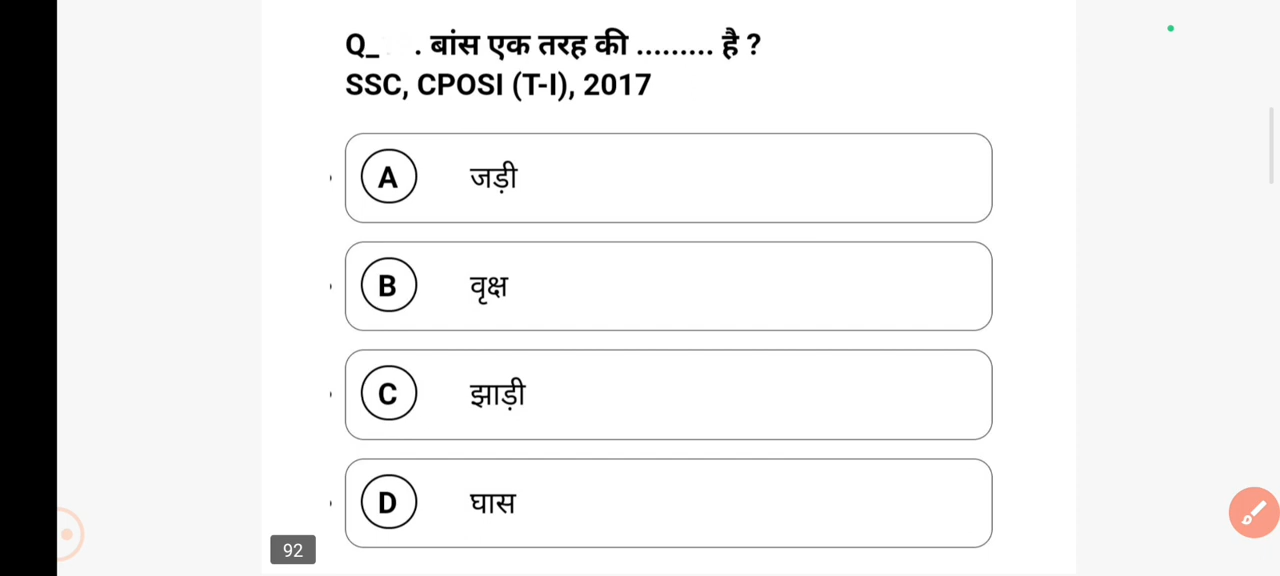 Q_ . बांस एक तरह की ......... है ?
SSC, CPOSI (T-I), 2017
A जड़ी
B वृक्ष
C झाड़ी
D घास
92